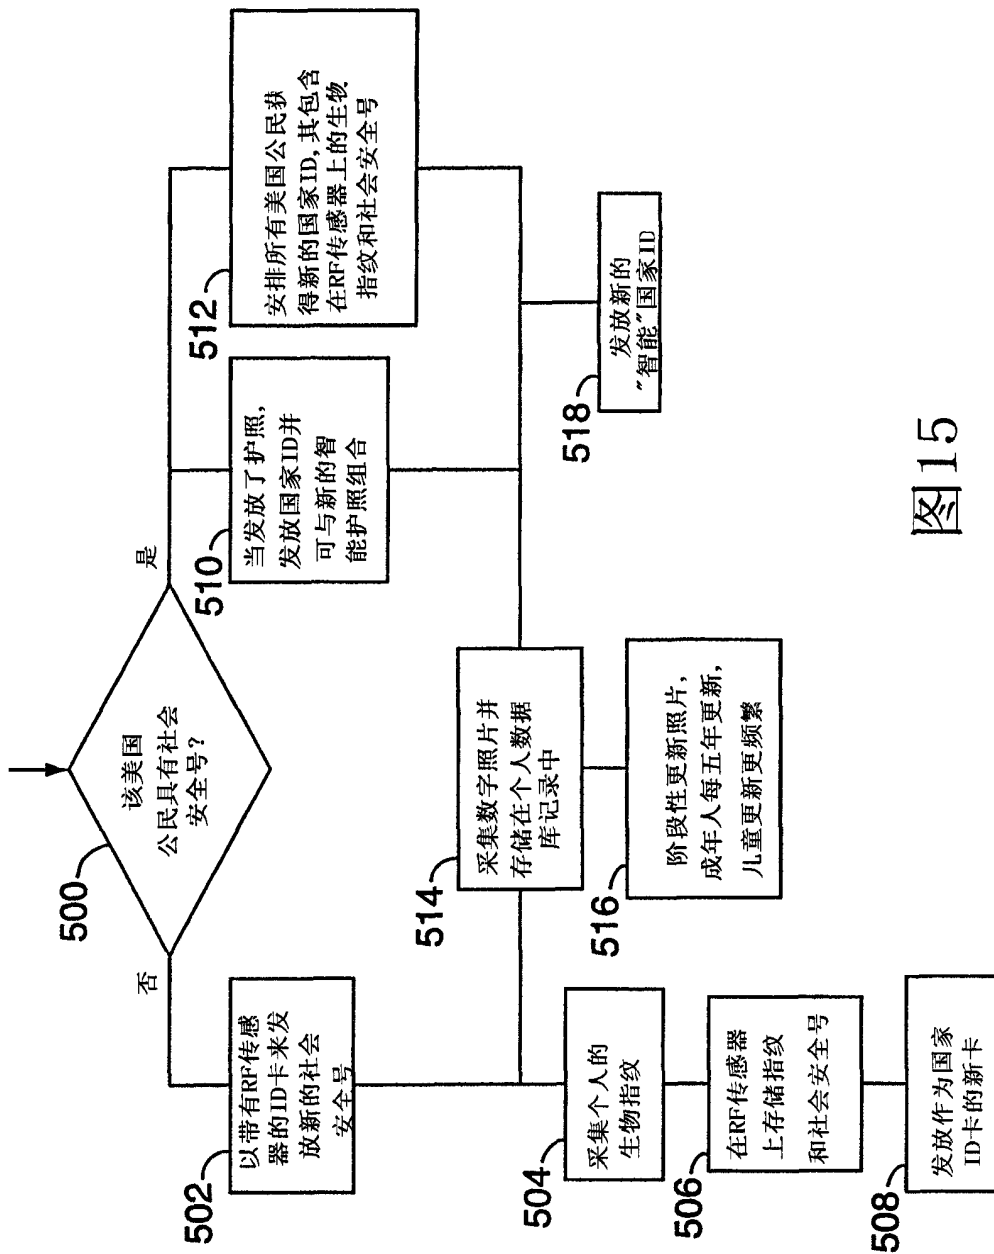 该美国
公民具有社会
安全号?
500
否
是
以带有RF传感
器的ID卡来发
放新的社会
安全号
502
当发放了护照,
发放国家ID并
可与新的智
能护照组合
510
安排所有美国公民获
得新的国家ID,其包含
在RF传感器上的生物
指纹和社会安全号
512
采集数字照片并
存储在个人数据
库记录中
514
采集个人的
生物指纹
504
阶段性更新照片,
成年人每五年更新,
儿童更新更频繁
516
发放新的
"智能"国家ID
518
在RF传感器
上存储指纹
和社会安全号
506
发放作为国家
ID卡的新卡
508
图15